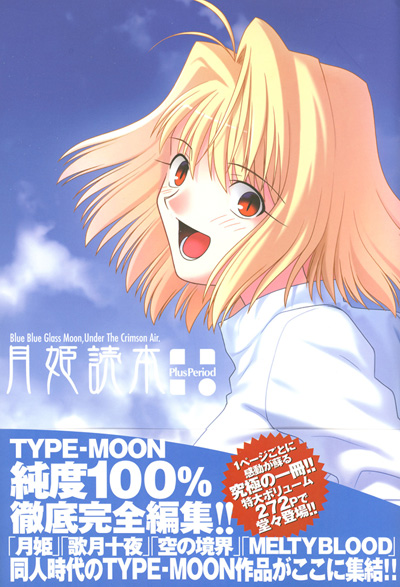 Blue Blue Glass Moon,Under The Crimson Air.
月姫読本
PlusPeriod
TYPE-MOON
純度100%
徹底完全編集!!
1ページごとに
感動が蘇る
究極の一冊!!
特大ボリューム
272Pで
堂々登場!!
「月姫」「歌月十夜」「空の境界」「MELTY BLOOD」
同人時代のTYPE-MOON作品がここに集結!!